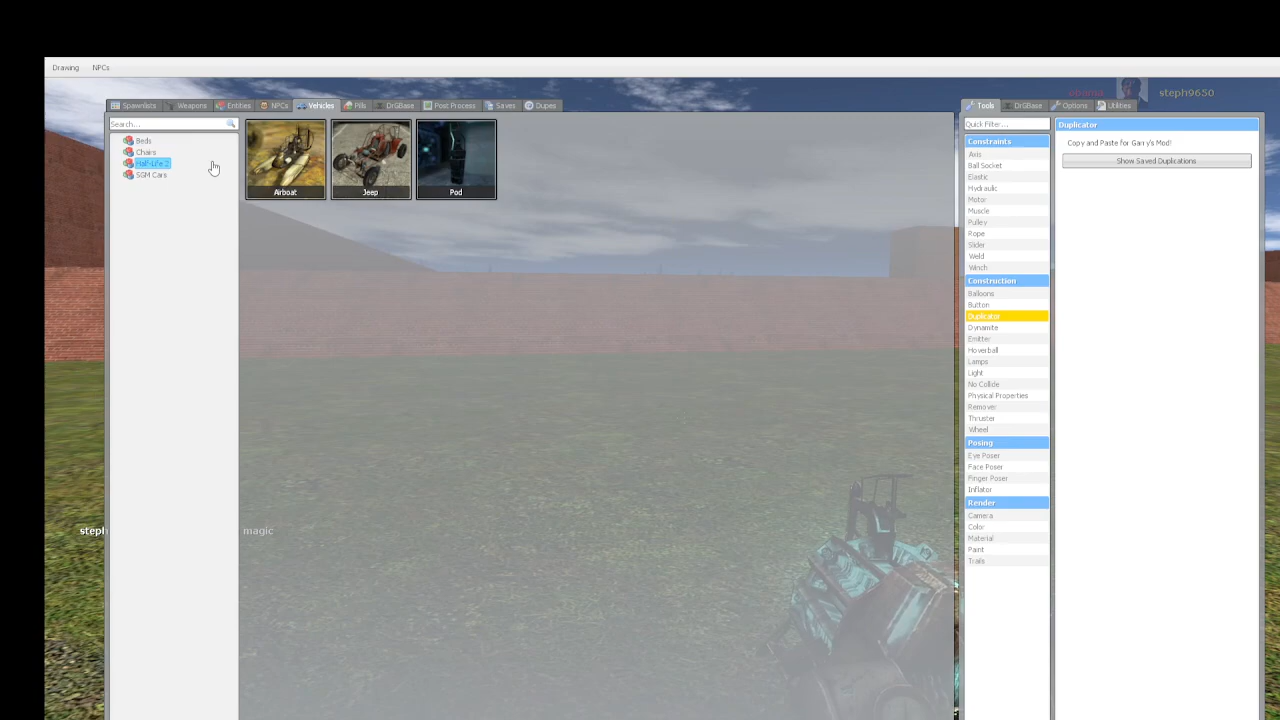 Drawing NPCs
obama steph9650
Spawnlists Weapons Entities NPCs Vehicles Pills DrGBase Post Process Saves Dupes
Tools DrGBase Options Utilities
Search...
Beds
Chairs
Half-Life 2
SGM Cars
Airboat Jeep Pod
steph
magic
Quick Filter...
Constraints
Axis
Ball Socket
Elastic
Hydraulic
Motor
Muscle
Pulley
Rope
Slider
Weld
Winch
Construction
Balloons
Button
Duplicator
Dynamite
Emitter
Hoverball
Lamps
Light
No Collide
Physical Properties
Remover
Thruster
Wheel
Posing
Eye Poser
Face Poser
Finger Poser
Inflator
Render
Camera
Color
Material
Paint
Trails
Duplicator
Copy and Paste for Garry's Mod!
Show Saved Duplications